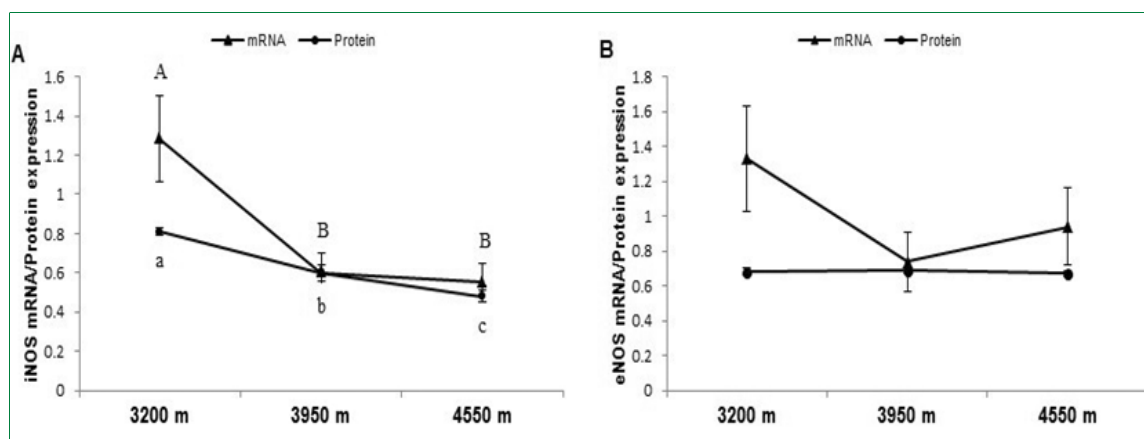 A
mRNA Protein
iNOS mRNA/Protein expression
1.6
1.4
1.2
1
0.8
0.6
0.4
0.2
0
A
B
B
a
b
c
3200 m 3950 m 4550 m
B
mRNA Protein
eNOS mRNA/Protein expression
1.8
1.6
1.4
1.2
1
0.8
0.6
0.4
0.2
0
3200 m 3950 m 4550 m